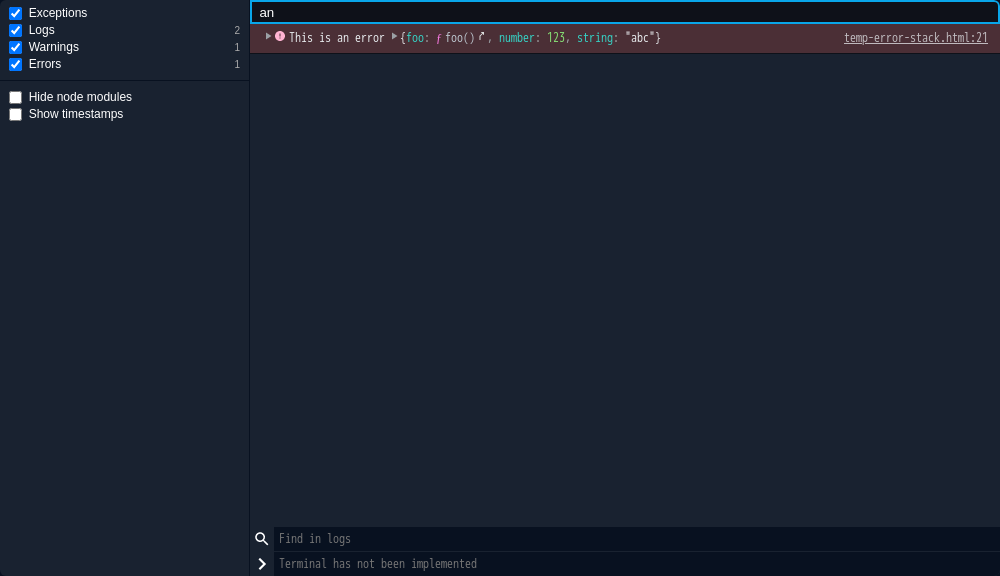 Exceptions
Logs 2
Warnings 1
Errors 1
Hide node modules
Show timestamps
an
This is an error {foo: ƒ foo(), number: 123, string: "abc"} temp-error-stack.html:21
Find in logs
Terminal has not been implemented